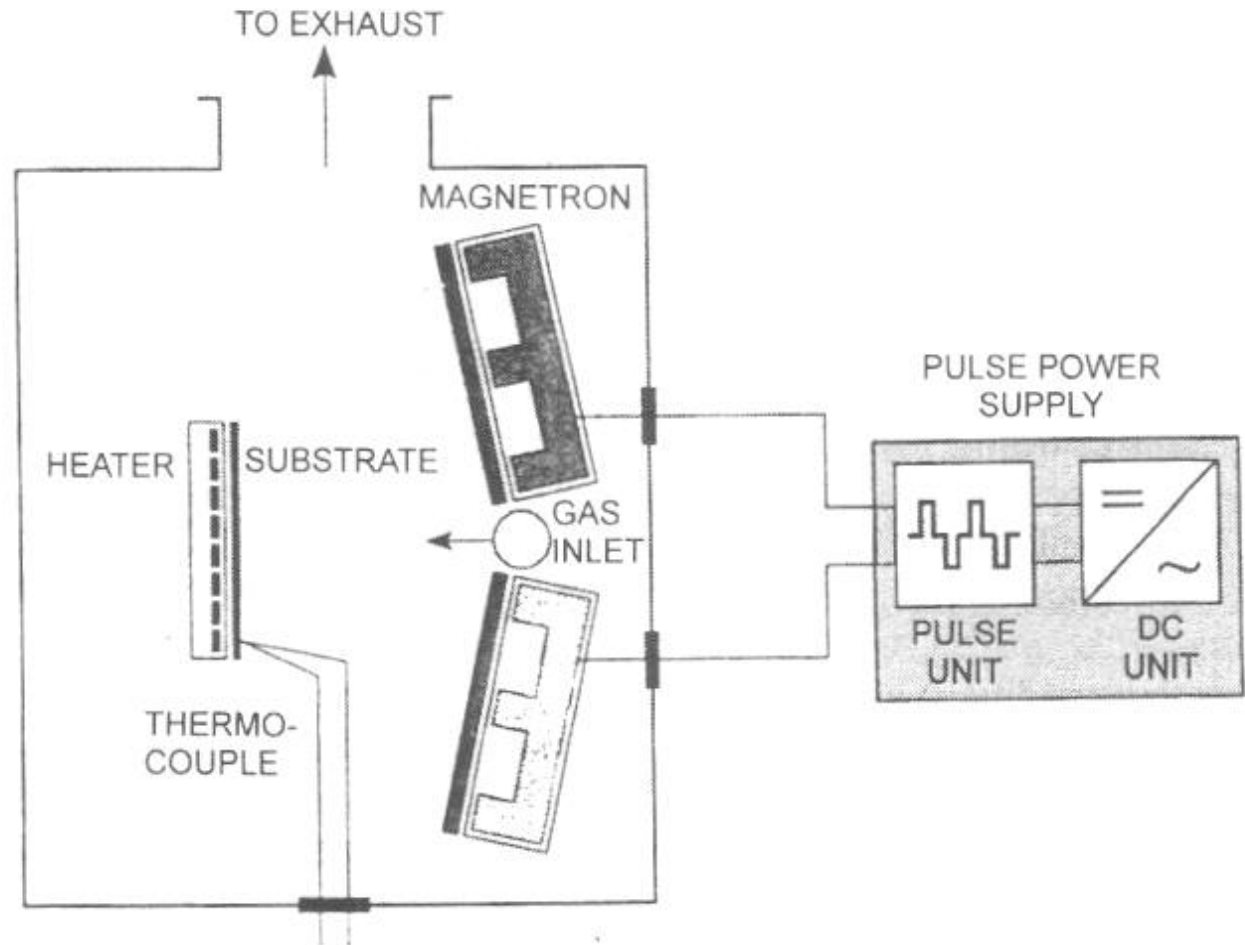 TO EXHAUST
MAGNETRON
PULSE POWER
SUPPLY
HEATER
SUBSTRATE
GAS
INLET
PULSE
UNIT
DC
UNIT
THERMO-
COUPLE